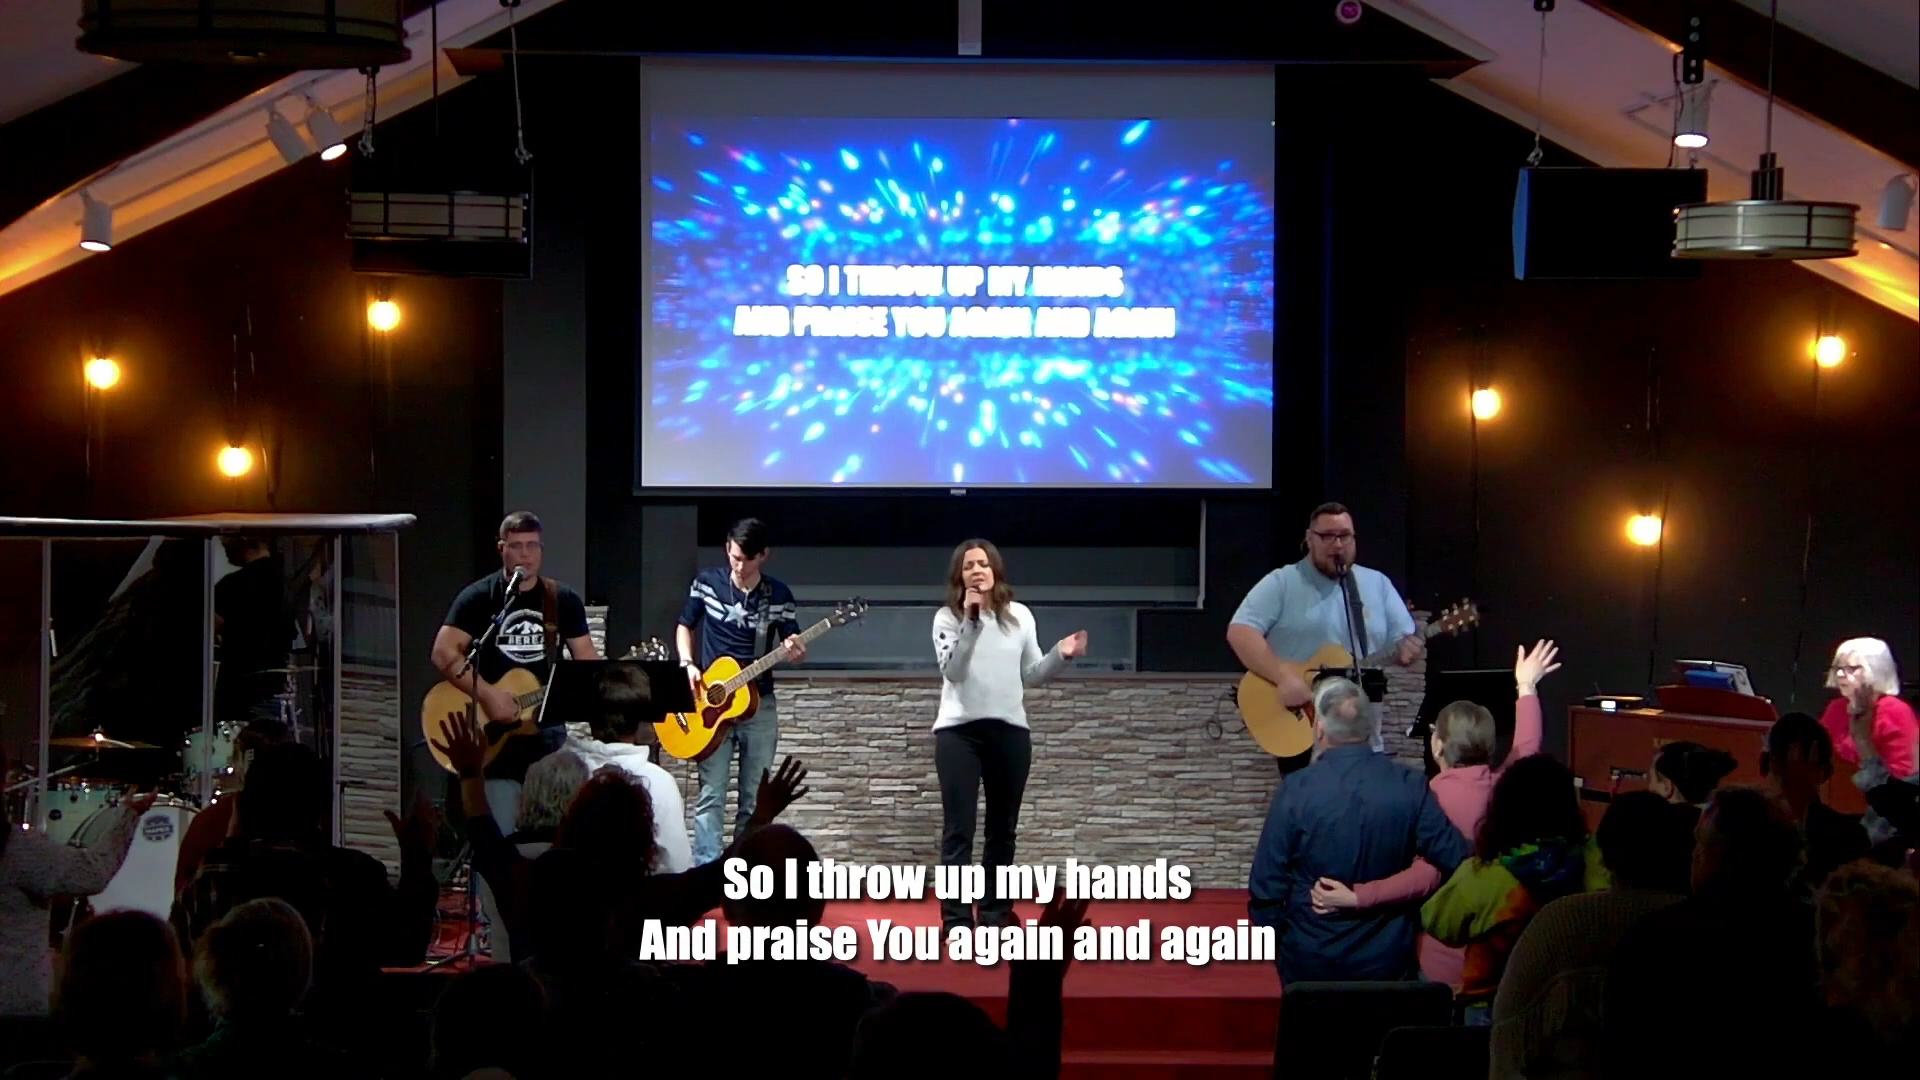 SO I THROW UP MY HANDS
AND PRAISE YOU AGAIN AND AGAIN
BEREA
So I throw up my hands
And praise You again and again